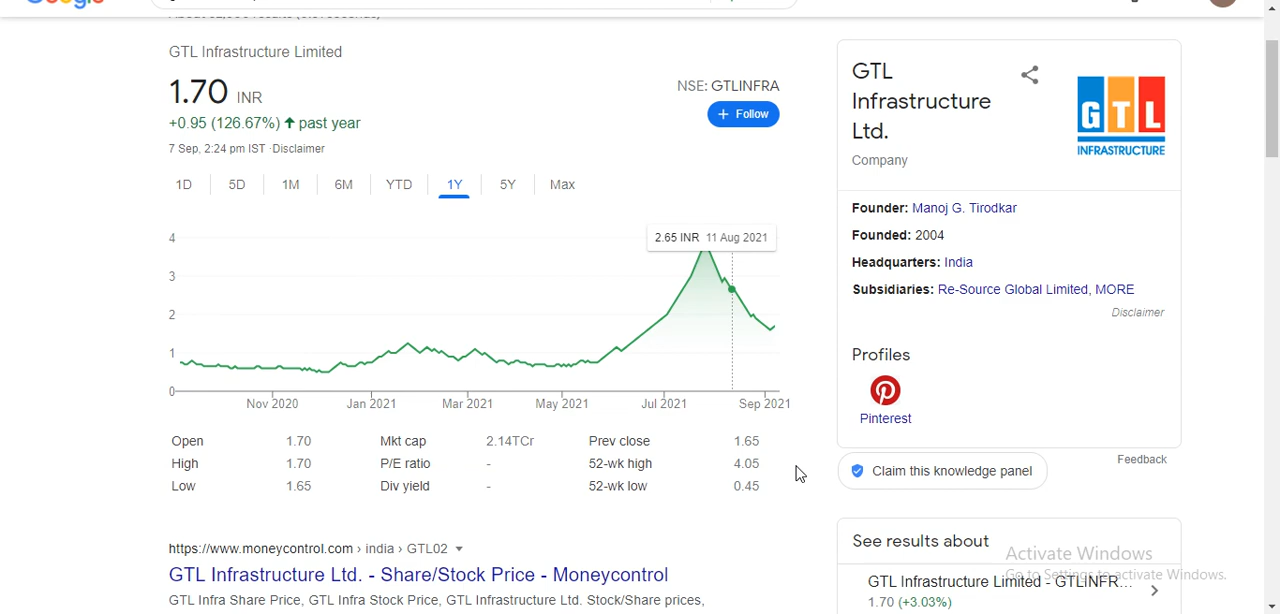 GTL Infrastructure Limited
1.70 INR
+0.95 (126.67%) ↑ past year
7 Sep, 2:24 pm IST · Disclaimer
NSE: GTLINFRA
+ Follow
1D 5D 1M 6M YTD 1Y 5Y Max
2.65 INR 11 Aug 2021
4
3
2
1
0
Nov 2020 Jan 2021 Mar 2021 May 2021 Jul 2021 Sep 2021
Open 1.70 Mkt cap 2.14TCr Prev close 1.65
High 1.70 P/E ratio - 52-wk high 4.05
Low 1.65 Div yield - 52-wk low 0.45
https://www.moneycontrol.com › india › GTL02
GTL Infrastructure Ltd. - Share/Stock Price - Moneycontrol
GTL Infra Share Price, GTL Infra Stock Price, GTL Infrastructure Ltd. Stock/Share prices,
GTL
Infrastructure
Ltd.
Company
GTL
INFRASTRUCTURE
Founder: Manoj G. Tirodkar
Founded: 2004
Headquarters: India
Subsidiaries: Re-Source Global Limited, MORE
Disclaimer
Profiles
Pinterest
Feedback
Claim this knowledge panel
See results about
GTL Infrastructure Limited - GTLINFR...
1.70 (+3.03%)
Activate Windows
Go to Settings to activate Windows.